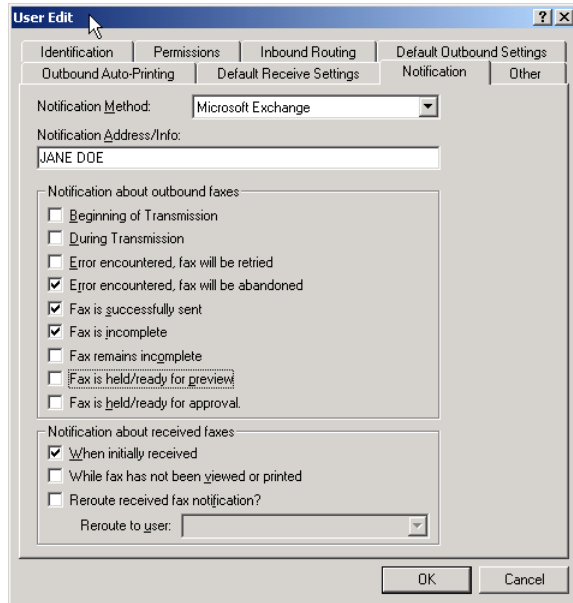 User Edit
Identification Permissions Inbound Routing Default Outbound Settings
Outbound Auto-Printing Default Receive Settings Notification Other
Notification Method: Microsoft Exchange
Notification Address/Info:
JANE DOE
Notification about outbound faxes
Beginning of Transmission
During Transmission
Error encountered, fax will be retried
Error encountered, fax will be abandoned
Fax is successfully sent
Fax is incomplete
Fax remains incomplete
Fax is held/ready for preview
Fax is held/ready for approval.
Notification about received faxes
When initially received
While fax has not been viewed or printed
Reroute received fax notification?
Reroute to user:
OK Cancel